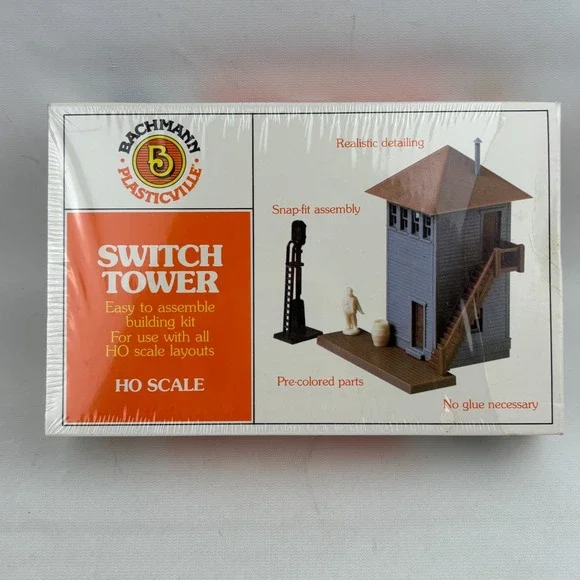 BACHMANN
B
PLASTICVILLE
SWITCH
TOWER
Easy to assemble
building kit
For use with all
HO scale layouts
HO SCALE
Realistic detailing
Snap-fit assembly
Pre-colored parts
No glue necessary